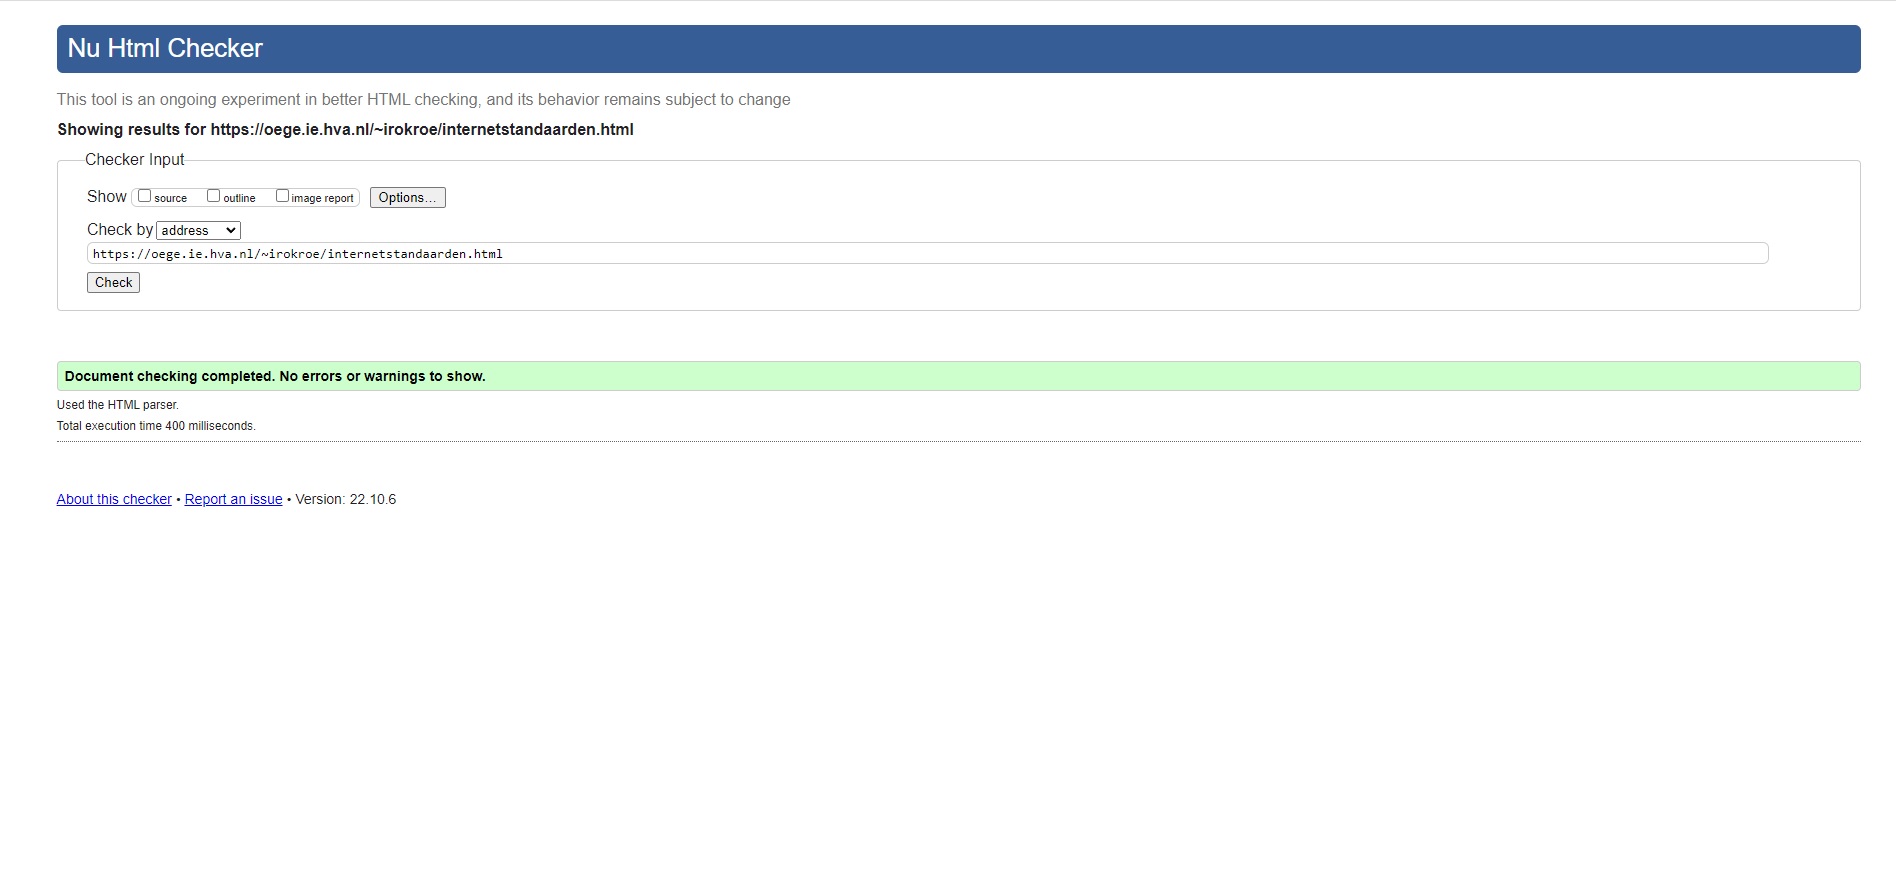 Nu Html Checker
This tool is an ongoing experiment in better HTML checking, and its behavior remains subject to change
Showing results for https://oege.ie.hva.nl/~irokroe/internetstandaarden.html
Checker Input
Show source outline image report Options...
Check by address
https://oege.ie.hva.nl/~irokroe/internetstandaarden.html
Check
Document checking completed. No errors or warnings to show.
Used the HTML parser.
Total execution time 400 milliseconds.
About this checker • Report an issue • Version: 22.10.6